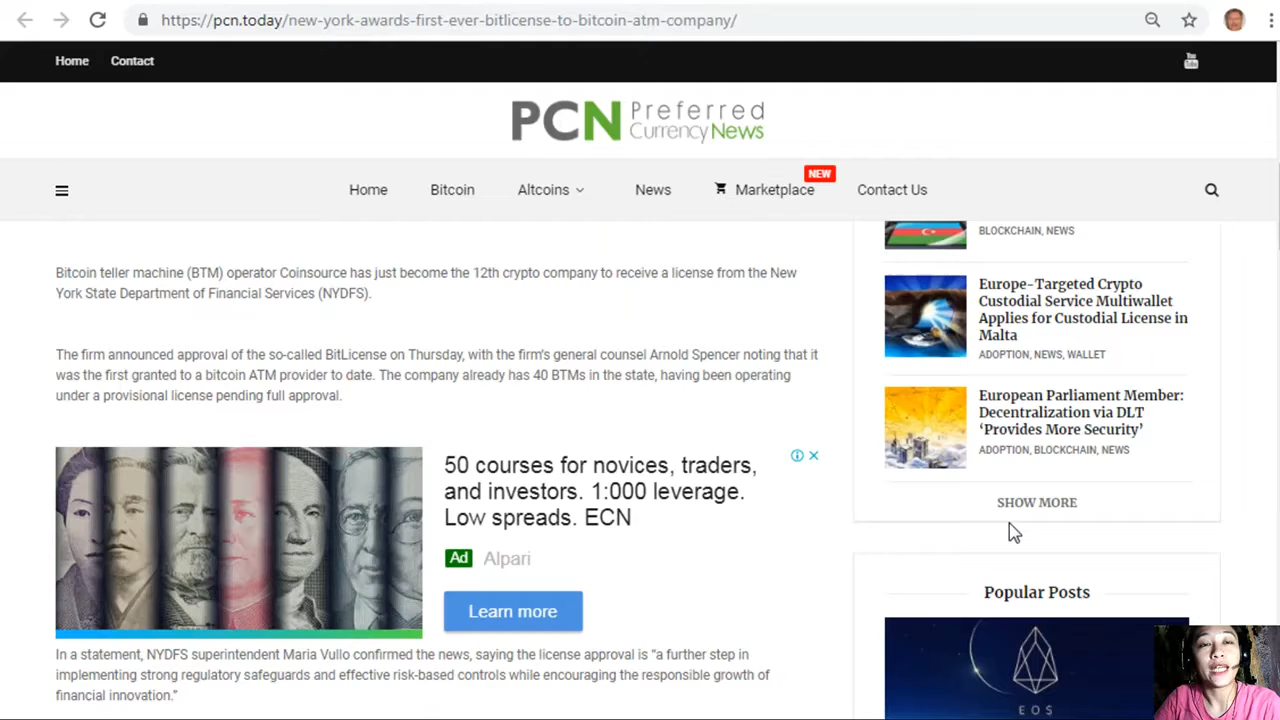 https://pcn.today/new-york-awards-first-ever-bitlicense-to-bitcoin-atm-company/
Home Contact
You Tube
PCN Preferred
Currency News
Home Bitcoin Altcoins News Marketplace NEW Contact Us
Bitcoin teller machine (BTM) operator Coinsource has just become the 12th crypto company to receive a license from the New
York State Department of Financial Services (NYDFS).
The firm announced approval of the so-called BitLicense on Thursday, with the firm's general counsel Arnold Spencer noting that it
was the first granted to a bitcoin ATM provider to date. The company already has 40 BTMs in the state, having been operating
under a provisional license pending full approval.
50 courses for novices, traders,
and investors. 1:000 leverage.
Low spreads. ECN
Ad Alpari
Learn more
In a statement, NYDFS superintendent Maria Vullo confirmed the news, saying the license approval is “a further step in
implementing strong regulatory safeguards and effective risk-based controls while encouraging the responsible growth of
financial innovation.”
BLOCKCHAIN, NEWS
Europe-Targeted Crypto
Custodial Service Multiwallet
Applies for Custodial License in
Malta
ADOPTION, NEWS, WALLET
European Parliament Member:
Decentralization via DLT
‘Provides More Security’
ADOPTION, BLOCKCHAIN, NEWS
SHOW MORE
Popular Posts
EOS